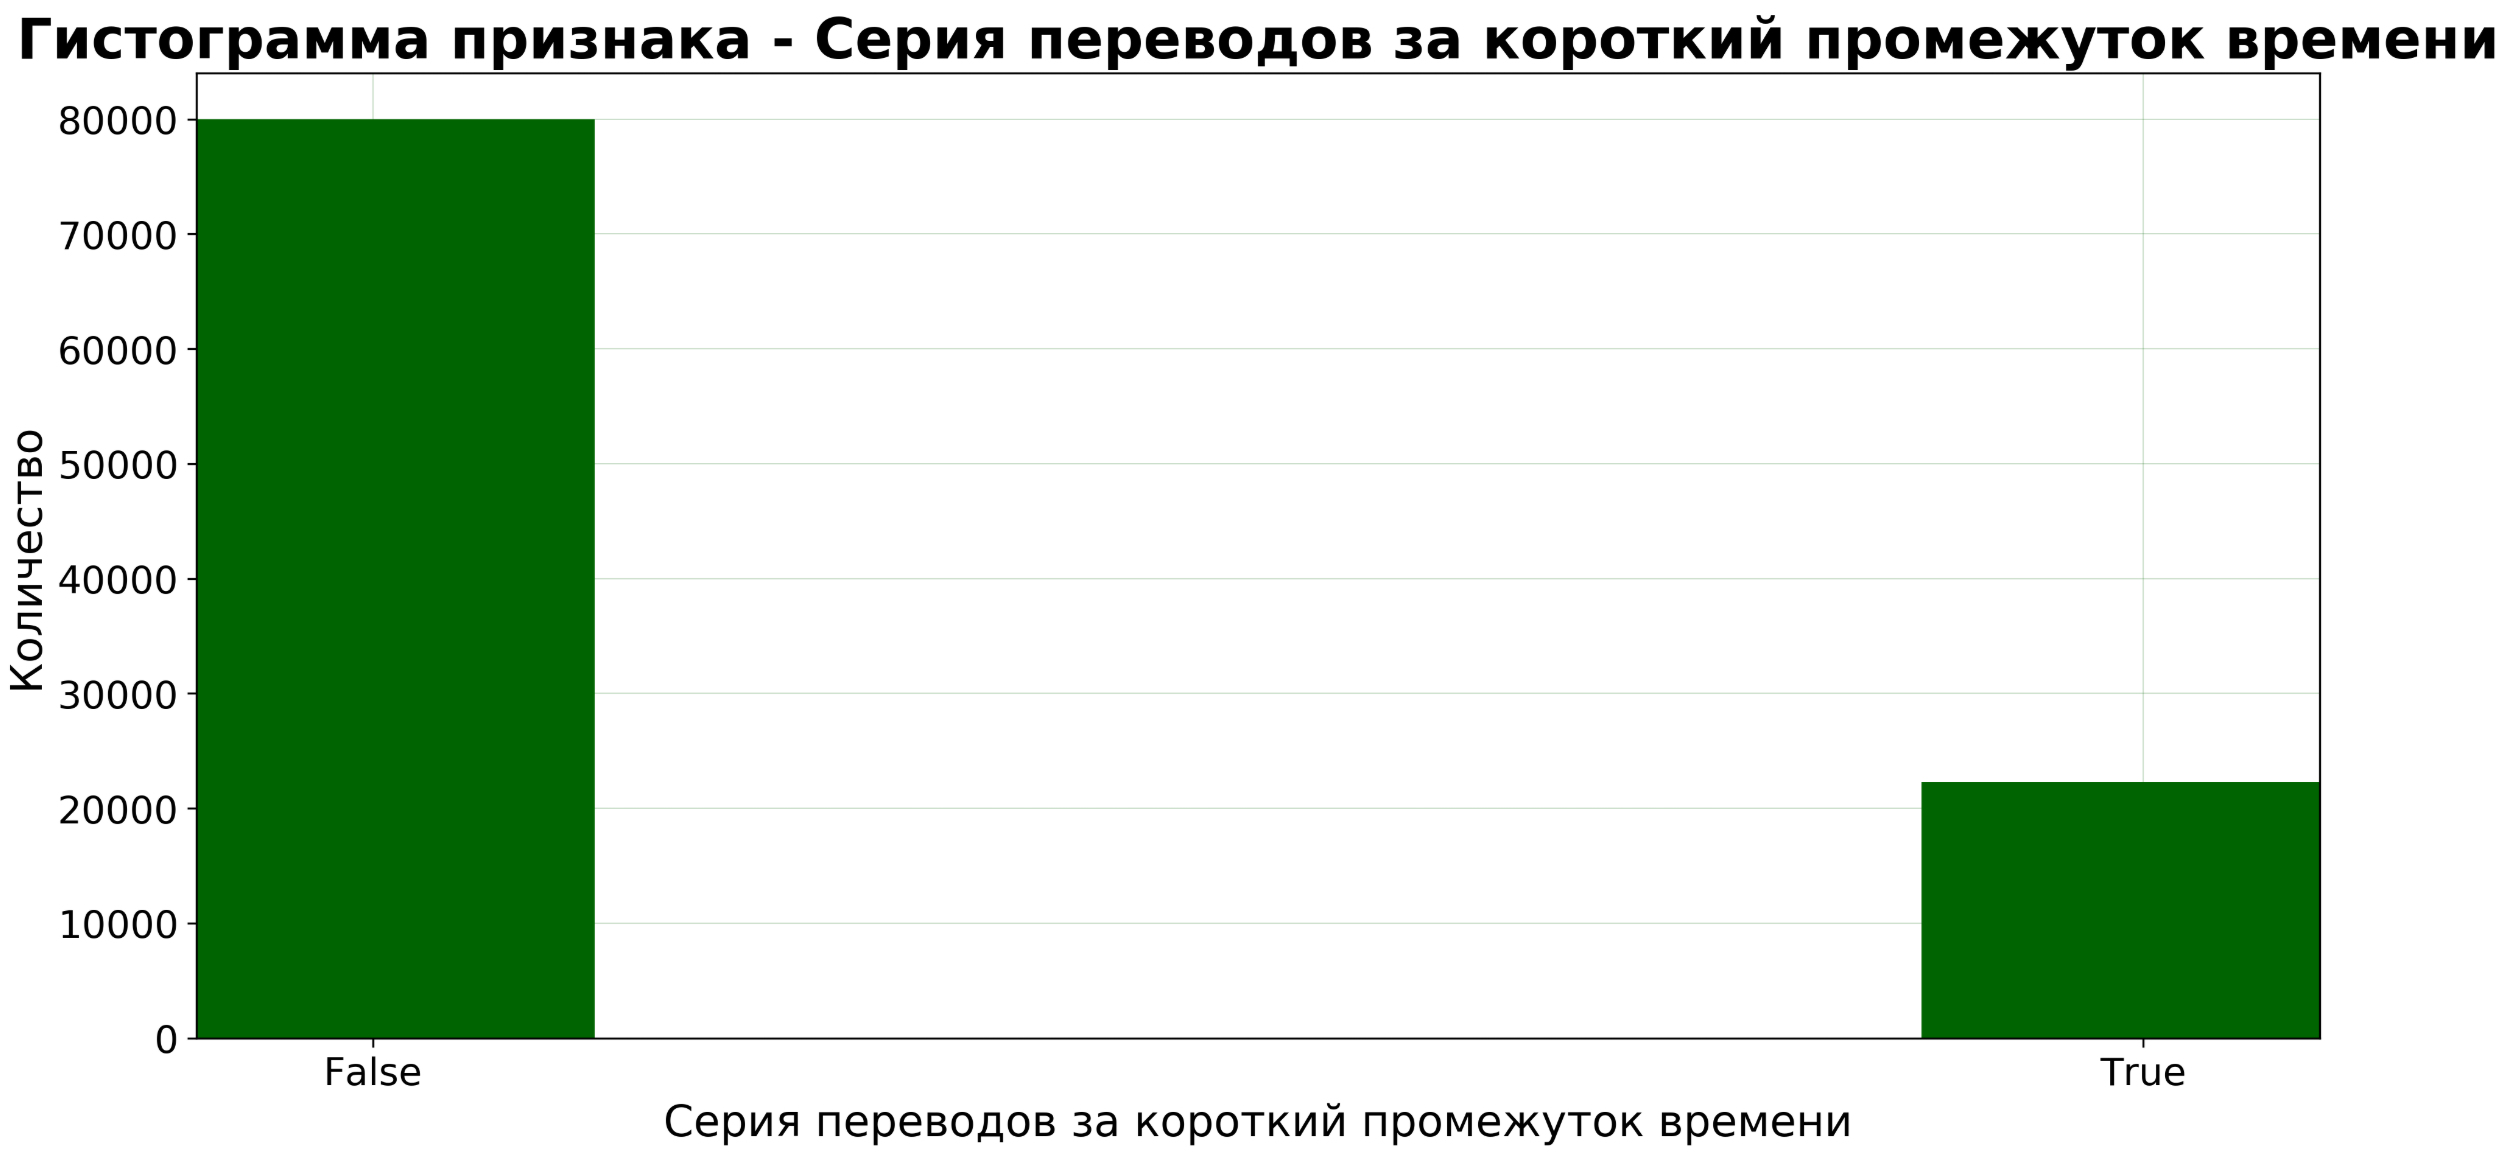 Гистограмма признака - Серия переводов за короткий промежуток времени
80000
70000
60000
50000
40000
30000
20000
10000
0
Количество
False
True
Серия переводов за короткий промежуток времени